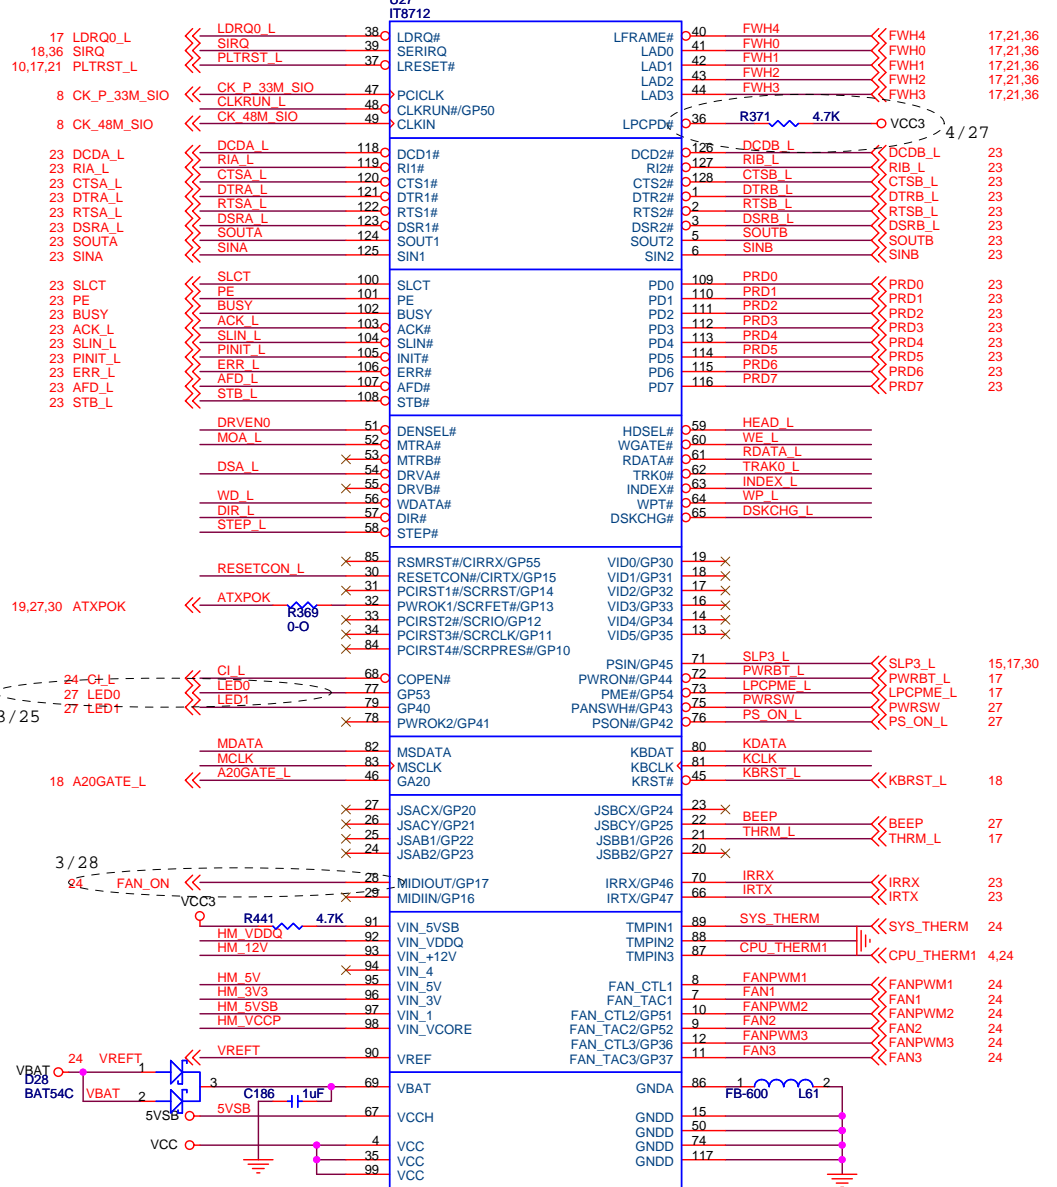 U27
IT8712
17 LDRQ0_L LDRQ0_L 38 LDRQ# LFRAME# 40 FWH4 FWH4 17,21,36
18,36 SIRQ SIRQ 39 SERIRQ LAD0 41 FWH0 FWH0 17,21,36
10,17,21 PLTRST_L PLTRST_L 37 LRESET# LAD1 42 FWH1 FWH1 17,21,36
LAD2 43 FWH2 FWH2 17,21,36
8 CK_P_33M_SIO CK_P_33M_SIO 47 PCICLK LAD3 44 FWH3 FWH3 17,21,36
CLKRUN_L 48 CLKRUN#/GP50
8 CK_48M_SIO CK_48M_SIO 49 CLKIN LPCPD# 36 R371 4.7K VCC3 4/27
23 DCDA_L DCDA_L 118 DCD1# DCD2# 126 DCDB_L DCDB_L 23
23 RIA_L RIA_L 119 RI1# RI2# 127 RIB_L RIB_L 23
23 CTSA_L CTSA_L 120 CTS1# CTS2# 128 CTSB_L CTSB_L 23
23 DTRA_L DTRA_L 121 DTR1# DTR2# 1 DTRB_L DTRB_L 23
23 RTSA_L RTSA_L 122 RTS1# RTS2# 2 RTSB_L RTSB_L 23
23 DSRA_L DSRA_L 123 DSR1# DSR2# 3 DSRB_L DSRB_L 23
23 SOUTA SOUTA 124 SOUT1 SOUT2 5 SOUTB SOUTB 23
23 SINA SINA 125 SIN1 SIN2 6 SINB SINB 23
23 SLCT SLCT 100 SLCT PD0 109 PRD0 PRD0 23
23 PE PE 101 PE PD1 110 PRD1 PRD1 23
23 BUSY BUSY 102 BUSY PD2 111 PRD2 PRD2 23
23 ACK_L ACK_L 103 ACK# PD3 112 PRD3 PRD3 23
23 SLIN_L SLIN_L 104 SLIN# PD4 113 PRD4 PRD4 23
23 PINIT_L PINIT_L 105 INIT# PD5 114 PRD5 PRD5 23
23 ERR_L ERR_L 106 ERR# PD6 115 PRD6 PRD6 23
23 AFD_L AFD_L 107 AFD# PD7 116 PRD7 PRD7 23
23 STB_L STB_L 108 STB#
DRVEN0 51 DENSEL# HDSEL# 59 HEAD_L
MOA_L 52 MTRA# WGATE# 60 WE_L
53 MTRB# RDATA# 61 RDATA_L
DSA_L 54 DRVA# TRK0# 62 TRAK0_L
55 DRVB# INDEX# 63 INDEX_L
WD_L 56 WDATA# WPT# 64 WP_L
DIR_L 57 DIR# DSKCHG# 65 DSKCHG_L
STEP_L 58 STEP#
85 RSMRST#/CIRRX/GP55 VID0/GP30 19
RESETCON_L 30 RESETCON#/CIRTX/GP15 VID1/GP31 18
31 PCIRST1#/SCRRST/GP14 VID2/GP32 17
19,27,30 ATXPOK ATXPOK R369 0-O 32 PWROK1/SCRFET#/GP13 VID3/GP33 16
33 PCIRST2#/SCRIO/GP12 VID4/GP34 14
34 PCIRST3#/SCRCLK/GP11 VID5/GP35 13
84 PCIRST4#/SCRPRES#/GP10
PSIN/GP45 71 SLP3_L SLP3_L 15,17,30
24 CI_L CI_L 68 COPEN# PWRON#/GP44 72 PWRBT_L PWRBT_L 17
27 LED0 LED0 77 GP53 PME#/GP54 73 LPCPME_L LPCPME_L 17
27 LED1 LED1 79 GP40 PANSWH#/GP43 75 PWRSW PWRSW 27
3/25 78 PWROK2/GP41 PSON#/GP42 76 PS_ON_L PS_ON_L 27
MDATA 82 MSDATA KBDAT 80 KDATA
MCLK 83 MSCLK KBCLK 81 KCLK
18 A20GATE_L A20GATE_L 46 GA20 KRST# 45 KBRST_L KBRST_L 18
27 JSACX/GP20 JSBCX/GP24 23
26 JSACY/GP21 JSBCY/GP25 22 BEEP BEEP 27
25 JSAB1/GP22 JSBB1/GP26 21 THRM_L THRM_L 17
24 JSAB2/GP23 JSBB2/GP27 20
3/28
24 FAN_ON 28 MIDIOUT/GP17 IRRX/GP46 70 IRRX IRRX 23
29 MIDIIN/GP16 IRTX/GP47 66 IRTX IRTX 23
VCC3
R441 4.7K 91 VIN_5VSB TMPIN1 89 SYS_THERM SYS_THERM 24
HM_VDDQ 92 VIN_VDDQ TMPIN2 88
HM_12V 93 VIN_+12V TMPIN3 87 CPU_THERM1 CPU_THERM1 4,24
94 VIN_4
HM_5V 95 VIN_5V FAN_CTL1 8 FANPWM1 FANPWM1 24
HM_3V3 96 VIN_3V FAN_TAC1 7 FAN1 FAN1 24
HM_5VSB 97 VIN_1 FAN_CTL2/GP51 10 FANPWM2 FANPWM2 24
HM_VCCP 98 VIN_VCORE FAN_TAC2/GP52 9 FAN2 FAN2 24
FAN_CTL3/GP36 12 FANPWM3 FANPWM3 24
24 VREFT VREFT 90 VREF FAN_TAC3/GP37 11 FAN3 FAN3 24
VBAT 1
D28 3 69 VBAT GNDA 86 1 2
BAT54C VBAT 2 C186 1uF FB-600 L61
5VSB 5VSB 67 VCCH GNDD 15
GNDD 50
VCC 4 VCC GNDD 74
35 VCC GNDD 117
99 VCC